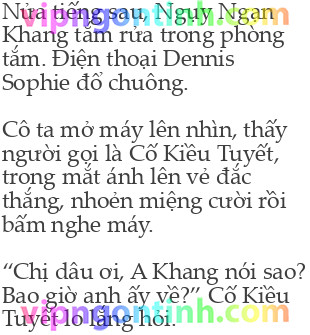 Nửa tiếng sau, Ngụy Ngạn
Khang tắm rửa trong phòng
tắm. Điện thoại Dennis
Sophie đổ chuông.
Cô ta mở máy lên nhìn, thấy
người gọi là Cố Kiều Tuyết,
trong mắt ánh lên vẻ đắc
thắng, nhoẻn miệng cười rồi
bấm nghe máy.
“Chị dâu ơi, A Khang nói sao?
Bao giờ anh ấy về?” Cố Kiều
Tuyết lo lắng hỏi.
vipngontinh.com
vipngontinh.com